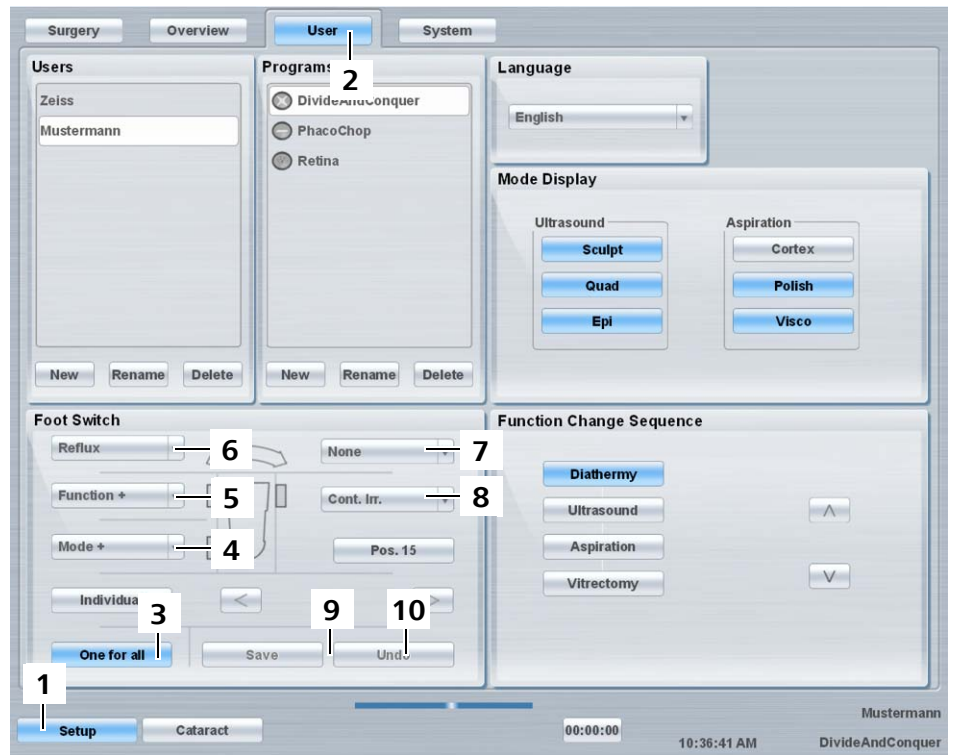 Surgery
Overview
User
System
2
Users
Zeiss
Mustermann
New
Rename
Delete
Programs
DivideAndConquer
PhacoChop
Retina
New
Rename
Delete
Language
English
Mode Display
Ultrasound
Sculpt
Quad
Epi
Aspiration
Cortex
Polish
Visco
Foot Switch
Reflux
6
None
7
Function +
5
Cont. Irr.
8
Mode +
4
Pos. 15
Individual
<
>
3
9
10
One for all
Save
Undo
Function Change Sequence
Diathermy
Ultrasound
Aspiration
Vitrectomy
1
Setup
Cataract
00:00:00
10:36:41 AM
Mustermann
DivideAndConquer